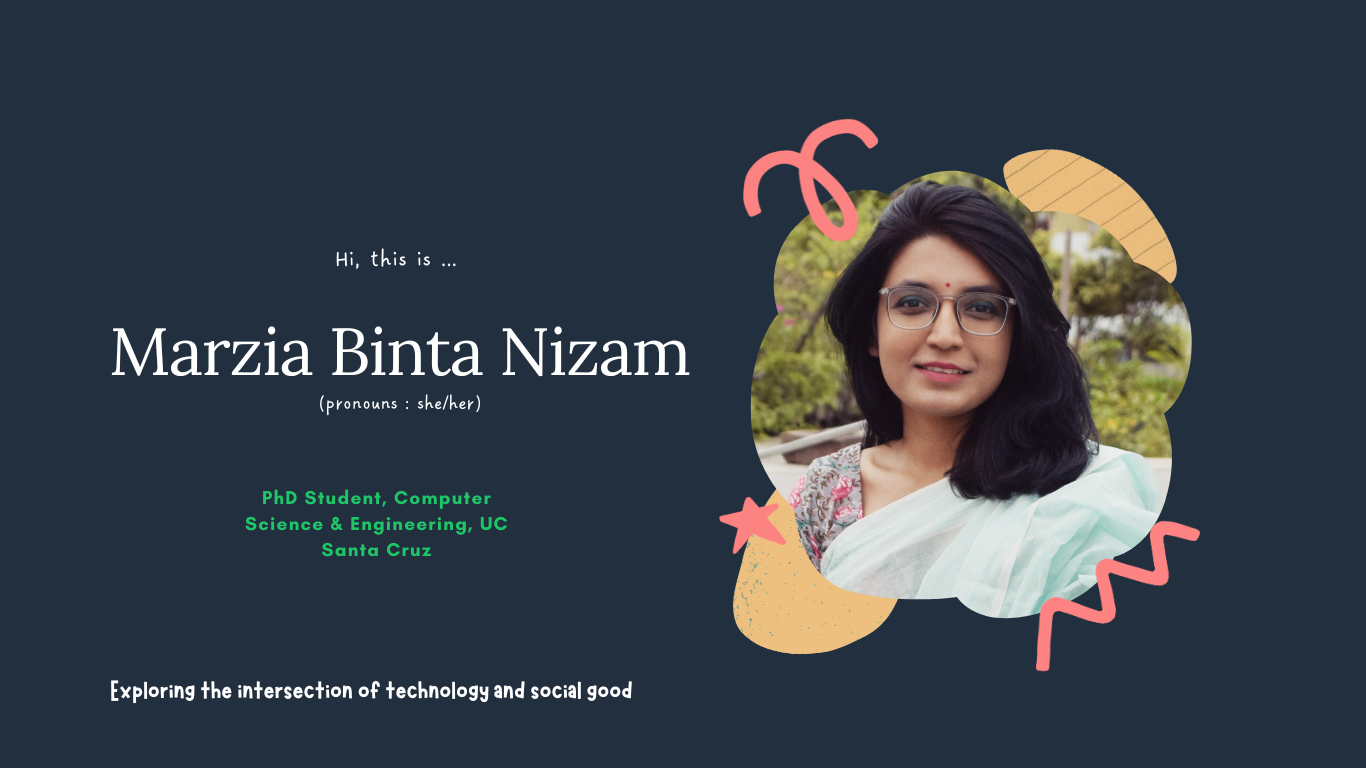 Hi, this is ...
Marzia Binta Nizam
(pronouns : she/her)
PhD Student, Computer
Science & Engineering, UC
Santa Cruz
Exploring the intersection of technology and social good